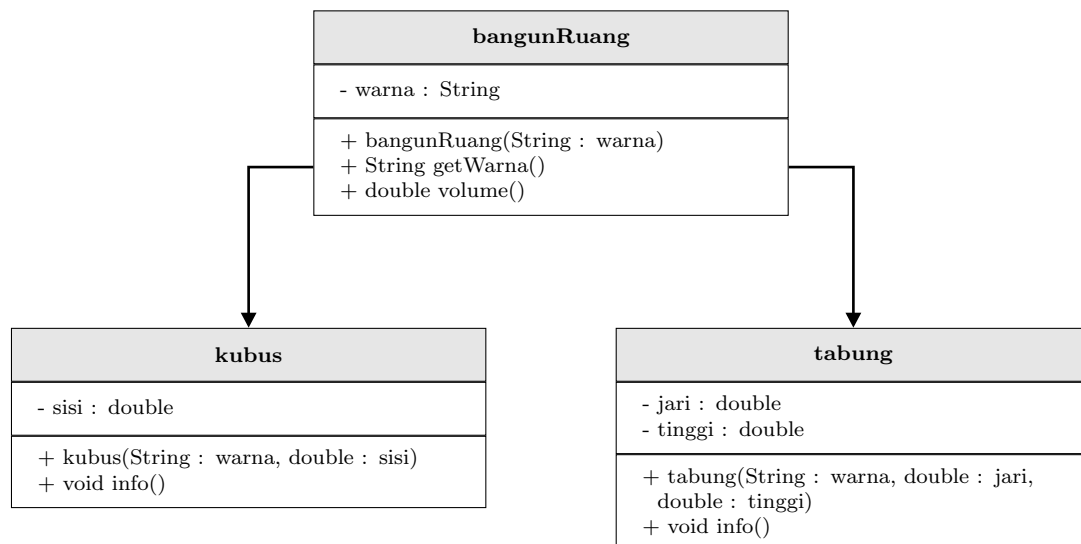 bangunRuang
- warna : String
+ bangunRuang(String : warna)
+ String getWarna()
+ double volume()
kubus
- sisi : double
+ kubus(String : warna, double : sisi)
+ void info()
tabung
- jari : double
- tinggi : double
+ tabung(String : warna, double : jari,
double : tinggi)
+ void info()